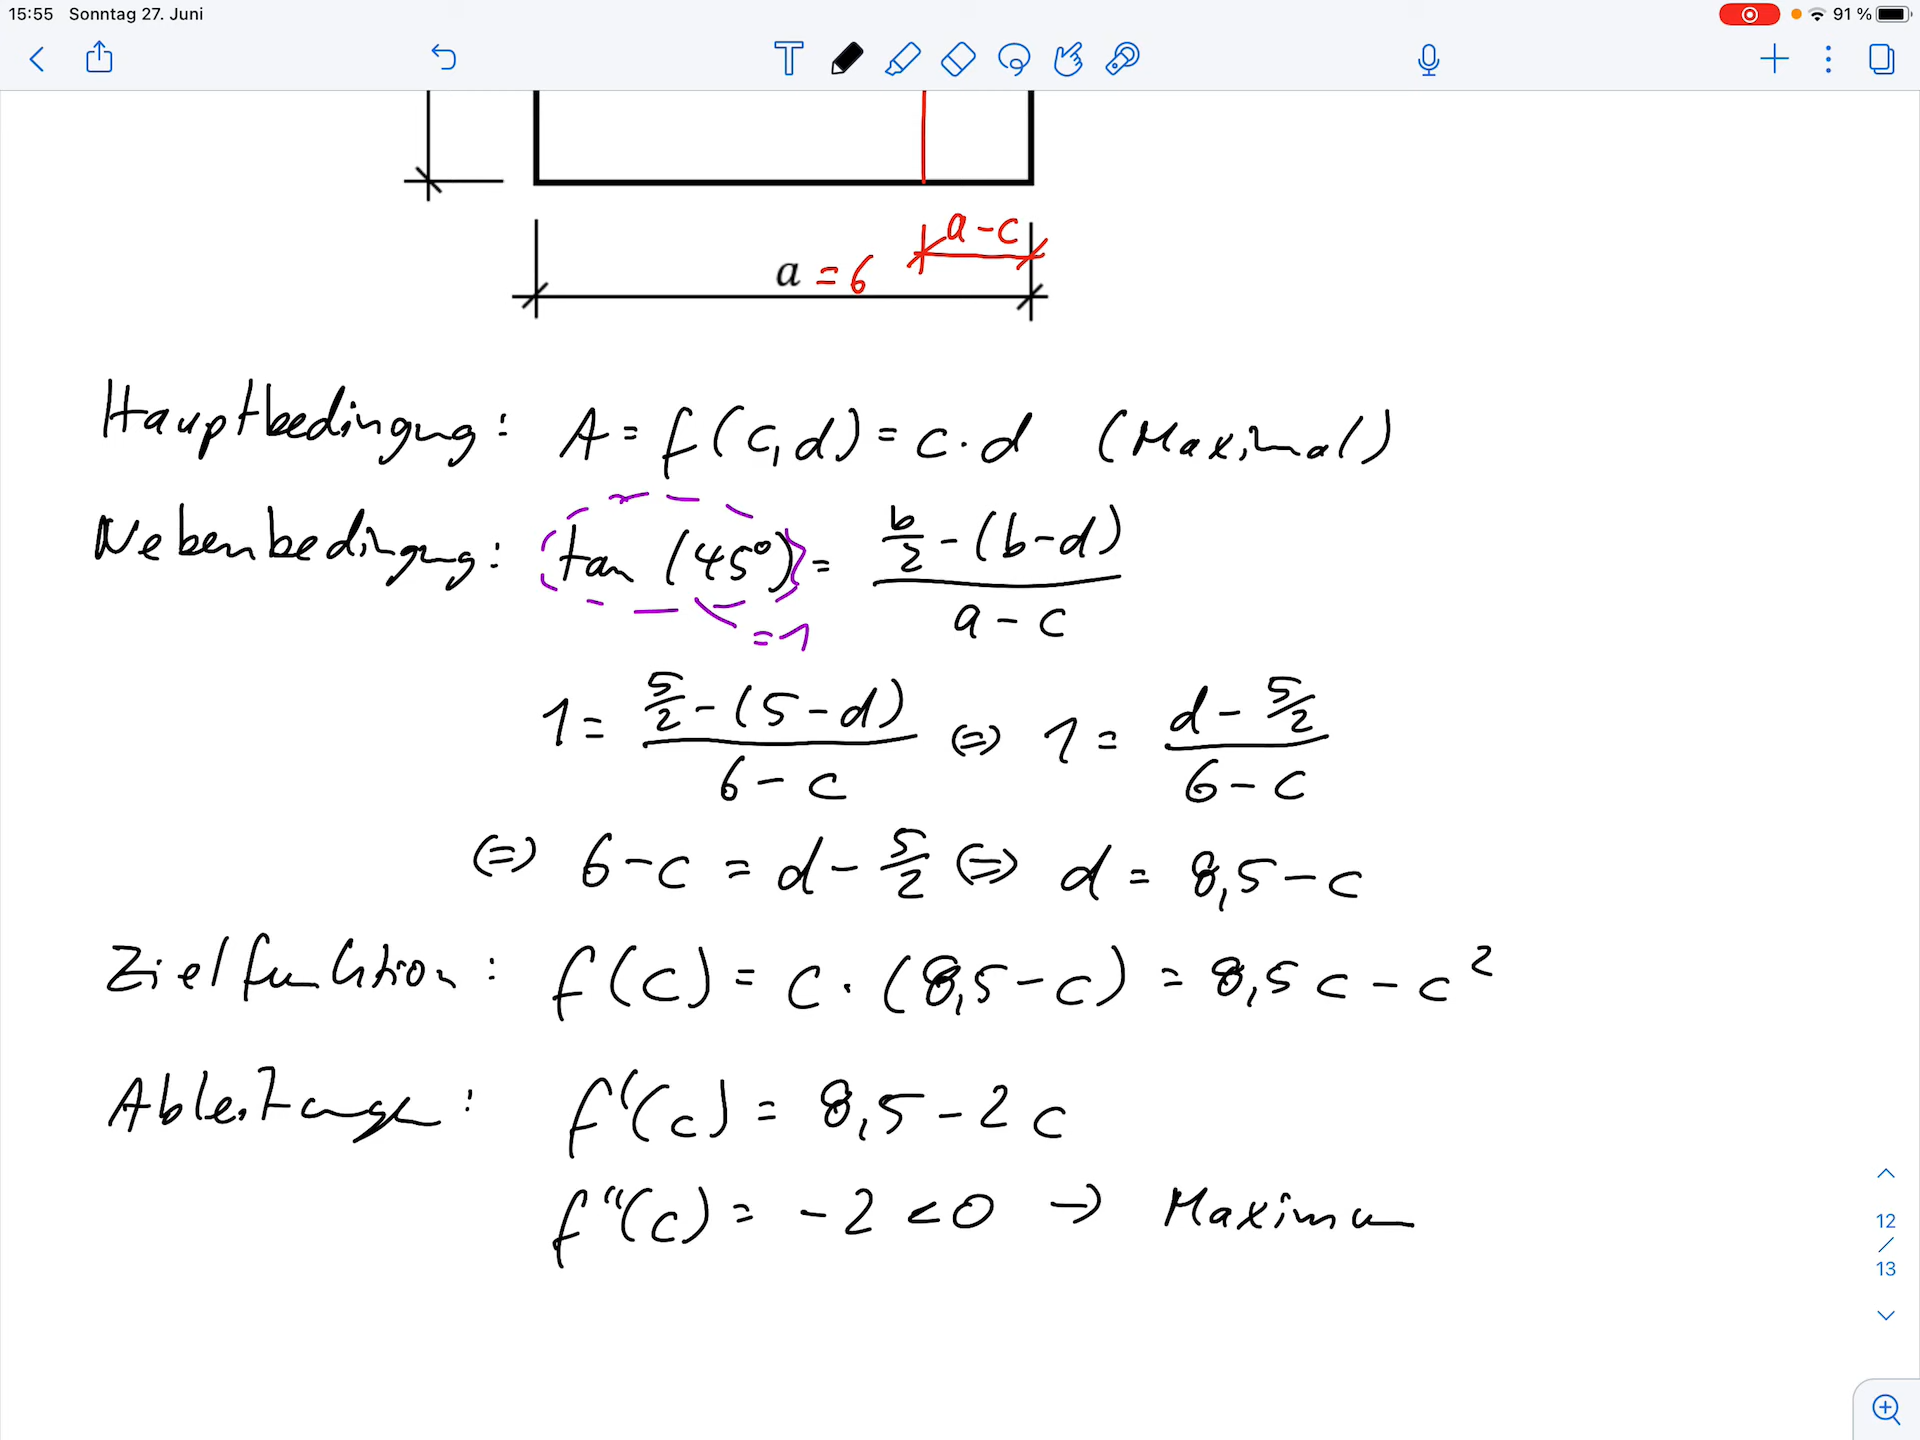 15:55 Sonntag 27. Juni 91 %
a-c
a = 6
Hauptbedingung: A = f(c,d) = c·d (Maximal)
Nebenbedingung: tan (45°) = (b/2 - (b-d))/(a-c)
=1
1 = (5/2 - (5-d))/(6-c) ⇔ 1 = (d - 5/2)/(6-c)
⇔ 6-c = d - 5/2 ⇔ d = 8,5-c
Zielfunktion: f(c) = c·(8,5-c) = 8,5c - c²
Ableitungen: f'(c) = 8,5 - 2c
f''(c) = -2 < 0 → Maximum
12
/
13